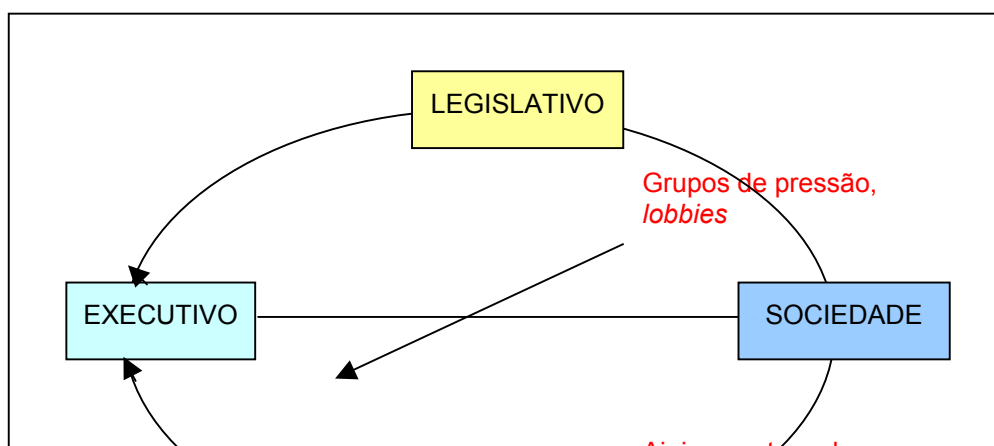 LEGISLATIVO
Grupos de pressão,
lobbies
EXECUTIVO
SOCIEDADE